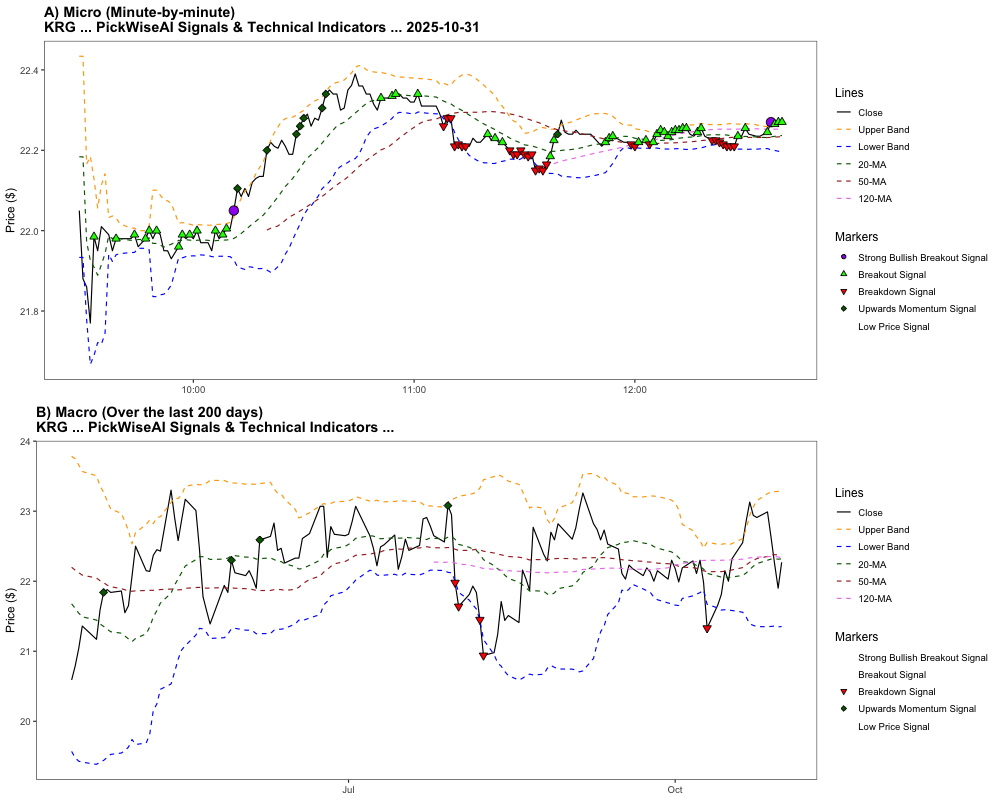 A) Micro (Minute-by-minute)
KRG ... PickWiseAI Signals & Technical Indicators ... 2025-10-31
Price ($)
22.4
22.2
22.0
21.8
10:00
11:00
12:00
Lines
Close
Upper Band
Lower Band
20-MA
50-MA
120-MA
Markers
Strong Bullish Breakout Signal
Breakout Signal
Breakdown Signal
Upwards Momentum Signal
Low Price Signal
B) Macro (Over the last 200 days)
KRG ... PickWiseAI Signals & Technical Indicators ...
Price ($)
24
23
22
21
20
Jul
Oct
Lines
Close
Upper Band
Lower Band
20-MA
50-MA
120-MA
Markers
Strong Bullish Breakout Signal
Breakout Signal
Breakdown Signal
Upwards Momentum Signal
Low Price Signal